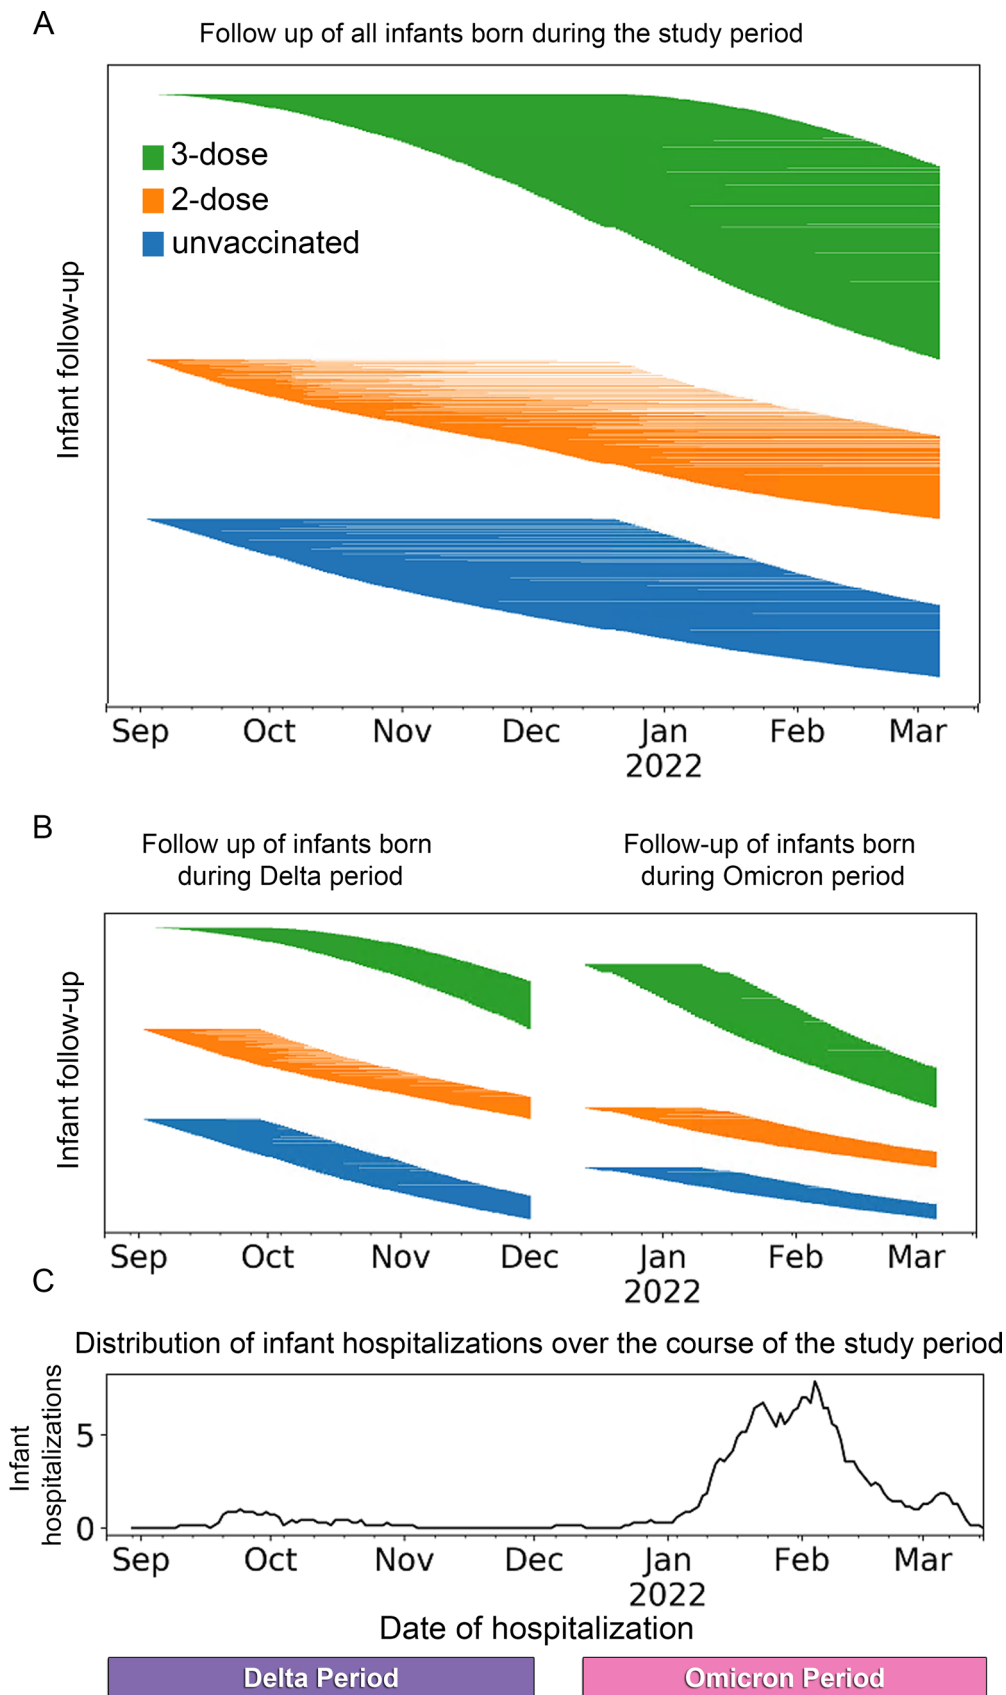 A
Follow up of all infants born during the study period
3-dose
2-dose
unvaccinated
Infant follow-up
Sep Oct Nov Dec Jan Feb Mar
2022
B
Follow up of infants born
during Delta period
Follow-up of infants born
during Omicron period
Infant follow-up
Sep Oct Nov Dec Jan Feb Mar
2022
C
Distribution of infant hospitalizations over the course of the study period
Infant
hospitalizations
5
0
Sep Oct Nov Dec Jan Feb Mar
2022
Date of hospitalization
Delta Period Omicron Period